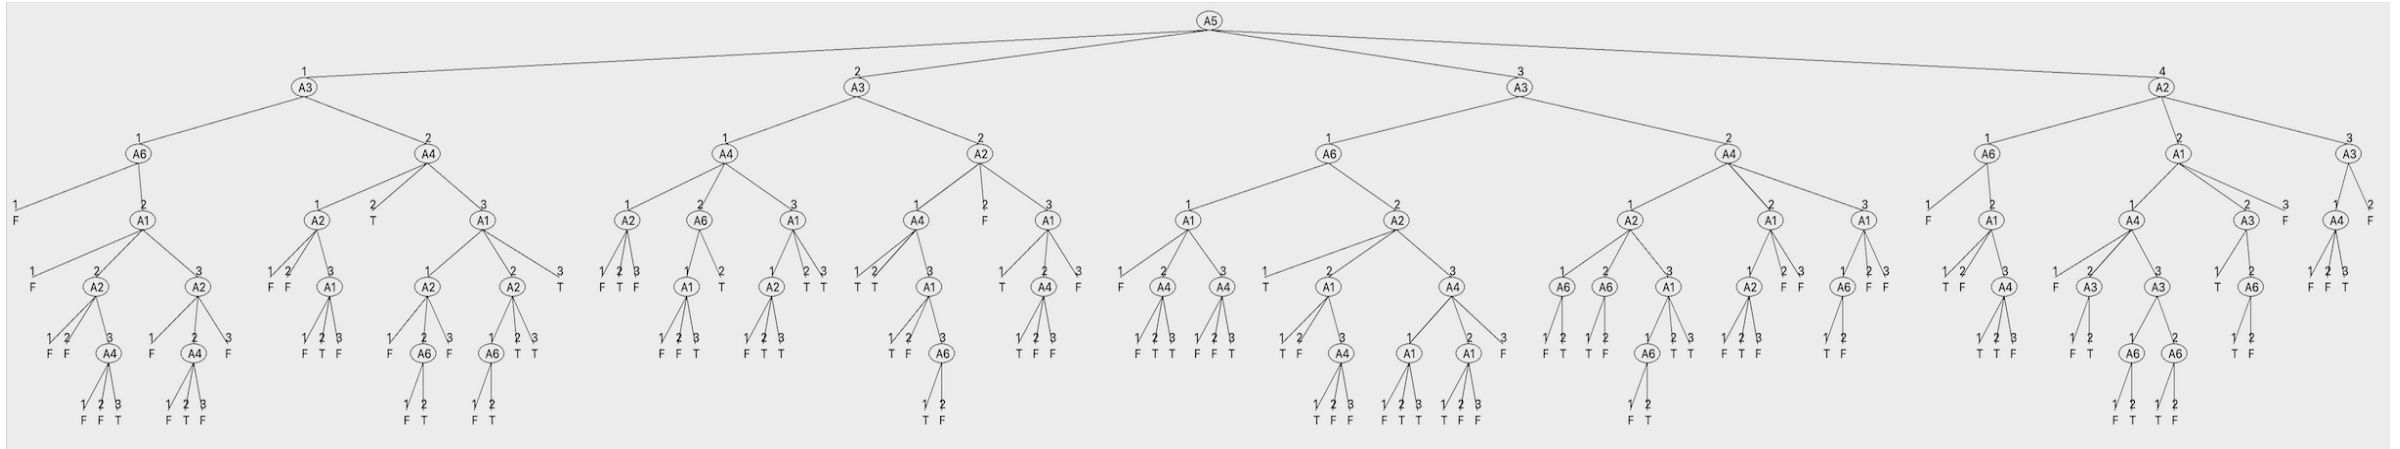 A5
1 2 3 4
A3 A3 A3 A2
1 2 1 2 1 2 1 2 3
A6 A4 A4 A2 A6 A4 A6 A1 A3
1 2 1 2 3 1 2 3 1 2 3 1 2 1 2 3 1 2 1 2 3 1 2
F A1 A2 T A1 A2 A6 A1 A4 F A1 A1 A2 A2 A1 A1 F A1 A4 A3 F A4 F
1 2 3 1 2 3 1 2 3 1 2 3 1 2 1 2 3 1 2 3 1 2 3 1 2 3 1 2 3 1 2 3 1 2 3 1 2 3 1 2 3 1 2 3 1 2 1 2 3
F A2 A2 F F A1 A2 A2 T F T F A1 T A2 T T T T A1 T A4 F F A4 A4 T A1 A4 A6 A6 A1 A2 F F A6 F F T F A4 F A3 A3 T A6 F F T
1 2 3 1 2 3 1 2 3 1 2 3 1 2 3 1 2 3 1 2 3 1 2 3 1 2 3 1 2 3 1 2 3 1 2 3 1 2 3 1 2 1 2 1 2 3 1 2 3 1 2 1 2 3 1 2 1 2 1 2
F F A4 F A4 F F T F F A6 F A6 T T F F T F T T T F A6 T F F F T T F F T T F A4 A1 A1 F F T T F A6 T T F T F T F T T F F T A6 A6 T F
1 2 3 1 2 3 1 2 1 2 1 2 1 2 3 1 2 3 1 2 3 1 2 1 2 1 2
F F T F T F F T F T T F T F F F T T T F F F T F T T F